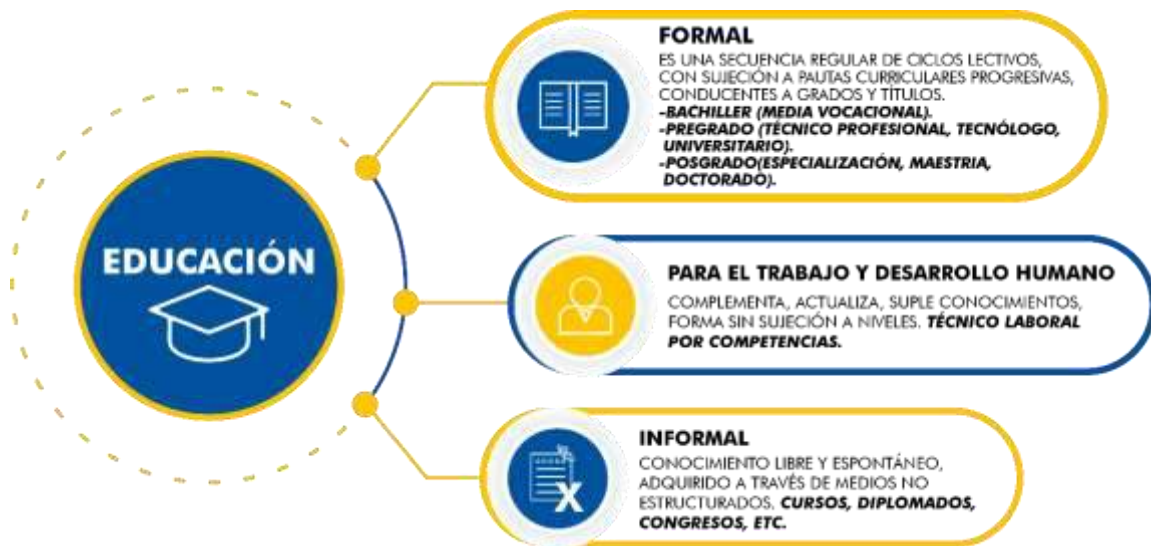 EDUCACIÓN
FORMAL
ES UNA SECUENCIA REGULAR DE CICLOS LECTIVOS,
CON SUJECIÓN A PAUTAS CURRICULARES PROGRESIVAS,
CONDUCENTES A GRADOS Y TÍTULOS.
-BACHILLER (MEDIA VOCACIONAL).
-PREGRADO (TÉCNICO PROFESIONAL, TECNÓLOGO,
UNIVERSITARIO).
-POSGRADO(ESPECIALIZACIÓN, MAESTRIA,
DOCTORADO).
PARA EL TRABAJO Y DESARROLLO HUMANO
COMPLEMENTA, ACTUALIZA, SUPLE CONOCIMIENTOS,
FORMA SIN SUJECIÓN A NIVELES. TÉCNICO LABORAL
POR COMPETENCIAS.
INFORMAL
CONOCIMIENTO LIBRE Y ESPONTÁNEO,
ADQUIRIDO A TRAVÉS DE MEDIOS NO
ESTRUCTURADOS. CURSOS, DIPLOMADOS,
CONGRESOS, ETC.
X